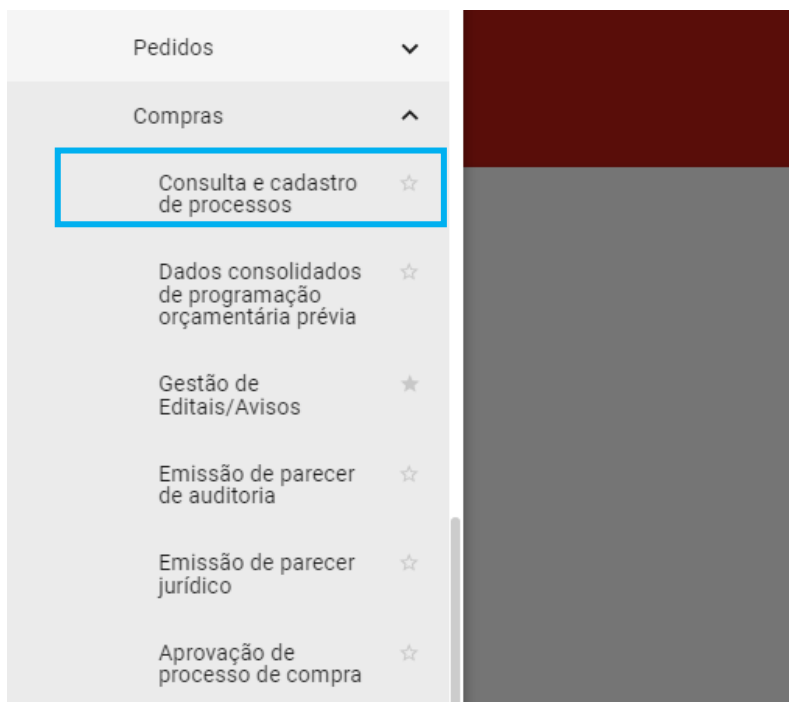 Pedidos
Compras
Consulta e cadastro
de processos
Dados consolidados
de programação
orçamentária prévia
Gestão de
Editais/Avisos
Emissão de parecer
de auditoria
Emissão de parecer
jurídico
Aprovação de
processo de compra